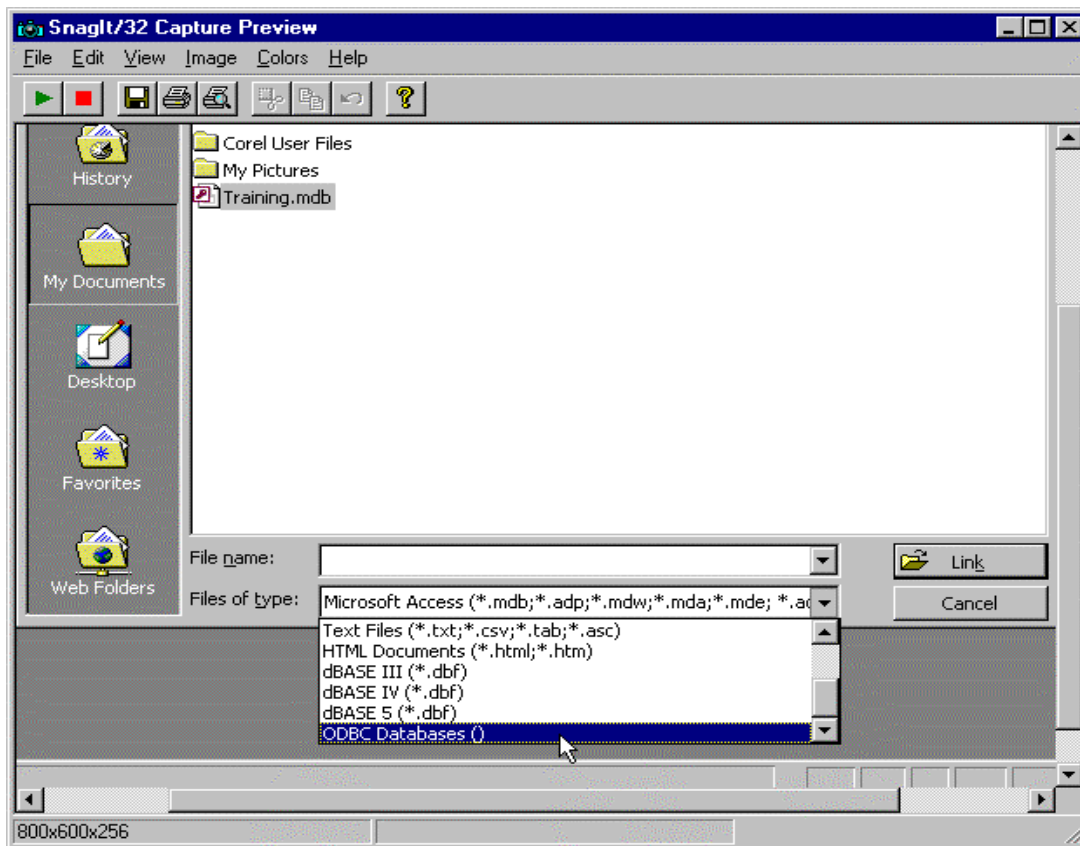 SnagIt/32 Capture Preview
File Edit View Image Colors Help
History
My Documents
Desktop
Favorites
Web Folders
Corel User Files
My Pictures
Training.mdb
File name:
Link
Files of type: Microsoft Access (*.mdb;*.adp;*.mdw;*.mda;*.mde; *.a
Cancel
Text Files (*.txt;*.csv;*.tab;*.asc)
HTML Documents (*.html;*.htm)
dBASE III (*.dbf)
dBASE IV (*.dbf)
dBASE 5 (*.dbf)
ODBC Databases ()
800x600x256